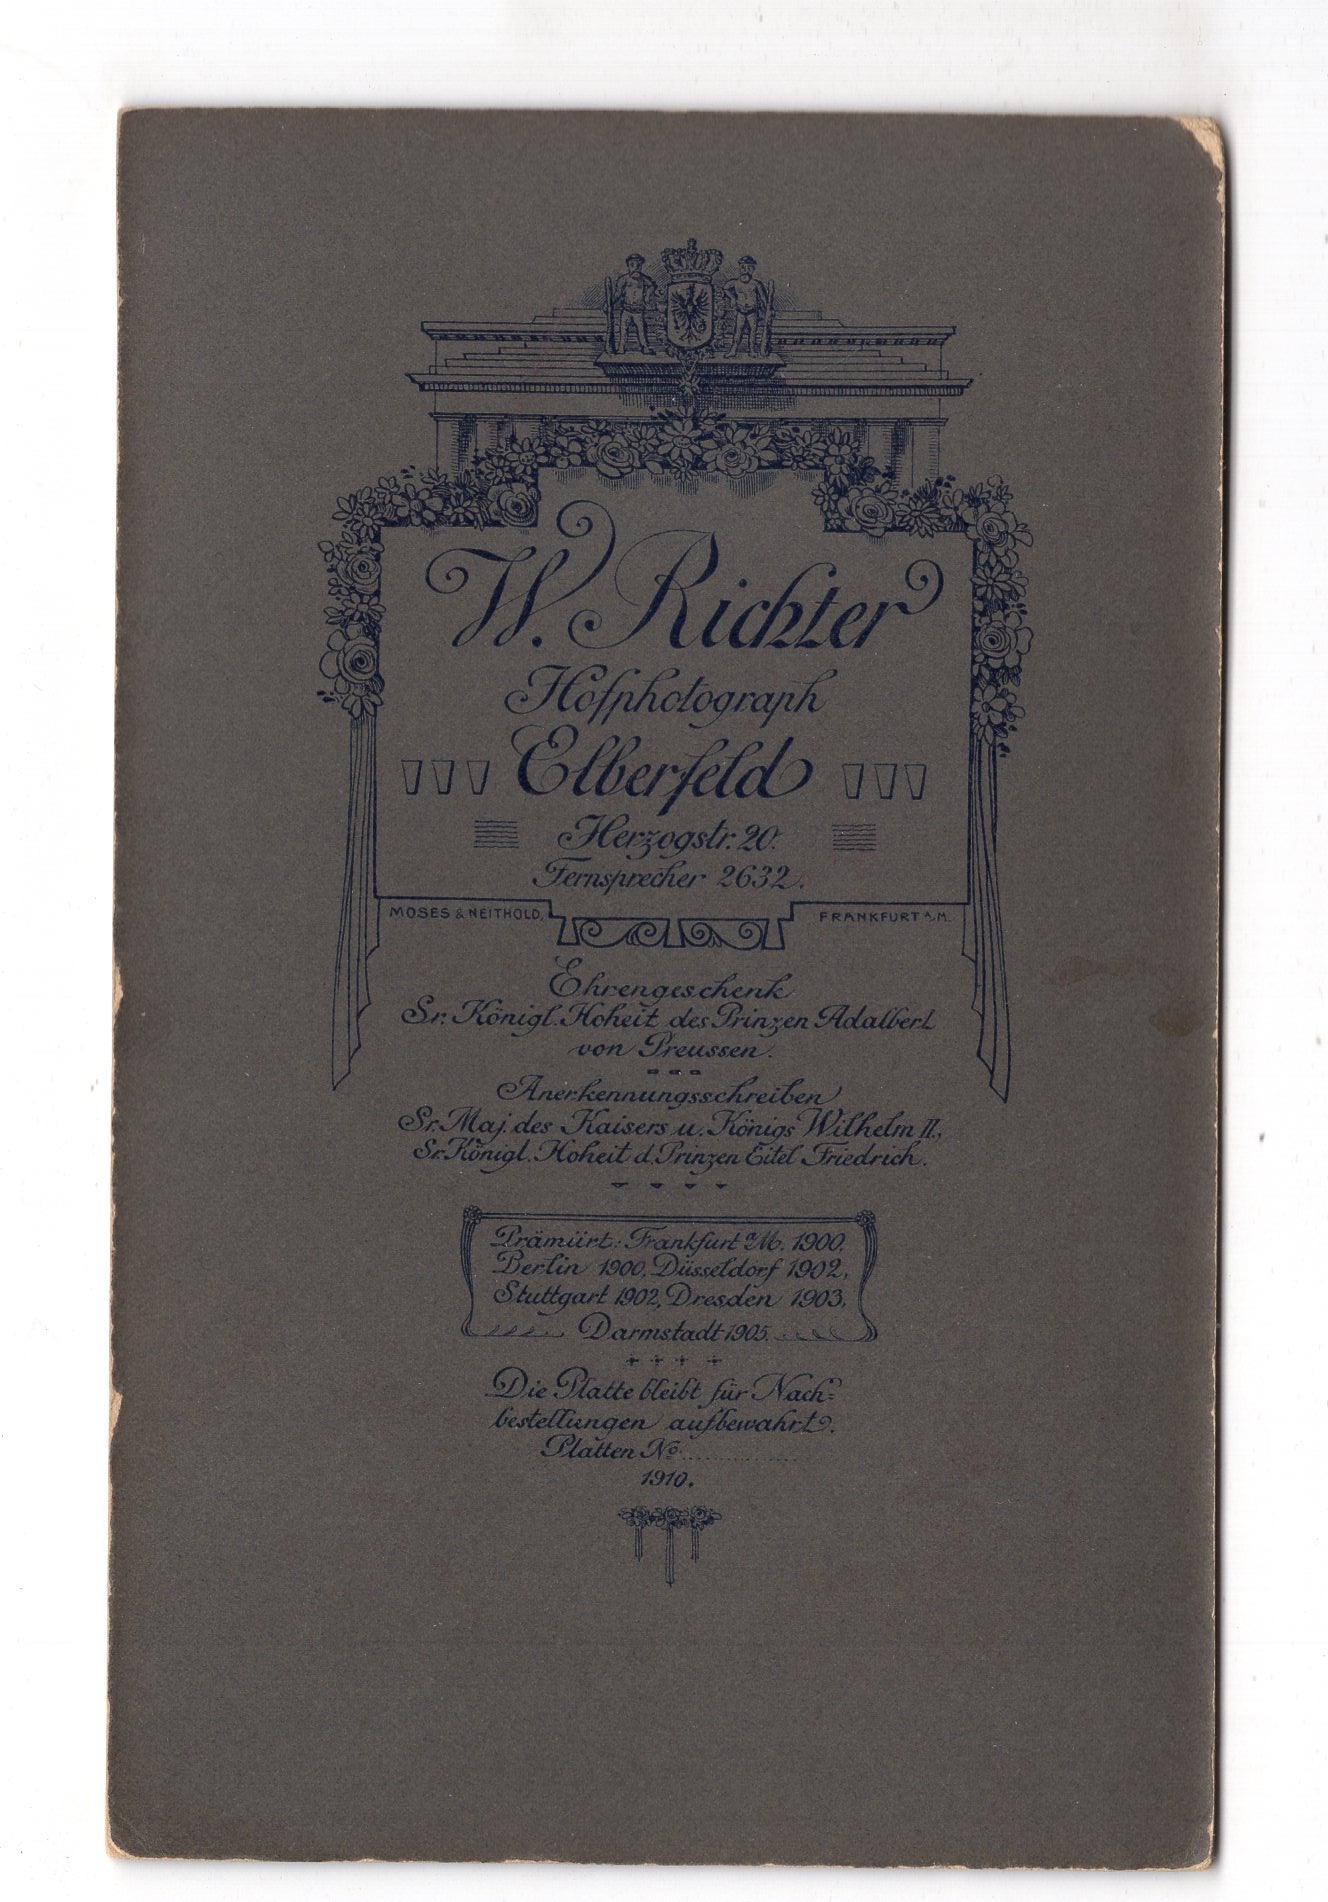 W. Richter
Hofphotograph
Elberfeld
Herzogstr. 20.
Fernsprecher 2632.
MOSES & NEITHOLD, FRANKFURT A. M.
Ehrengeschenk
Sr. Königl. Hoheit des Prinzen Adalbert
von Preussen.
Anerkennungsschreiben
Sr. Maj. des Kaisers u. Königs Wilhelm II.,
Sr. Königl. Hoheit d. Prinzen Eitel Friedrich.
Prämiirt: Frankfurt a/M. 1900,
Berlin 1900, Düsseldorf 1902,
Stuttgart 1902, Dresden 1903,
Darmstadt 1905.
Die Platte bleibt für Nach=
bestellungen aufbewahrt.
Platten No. ..............
1910.